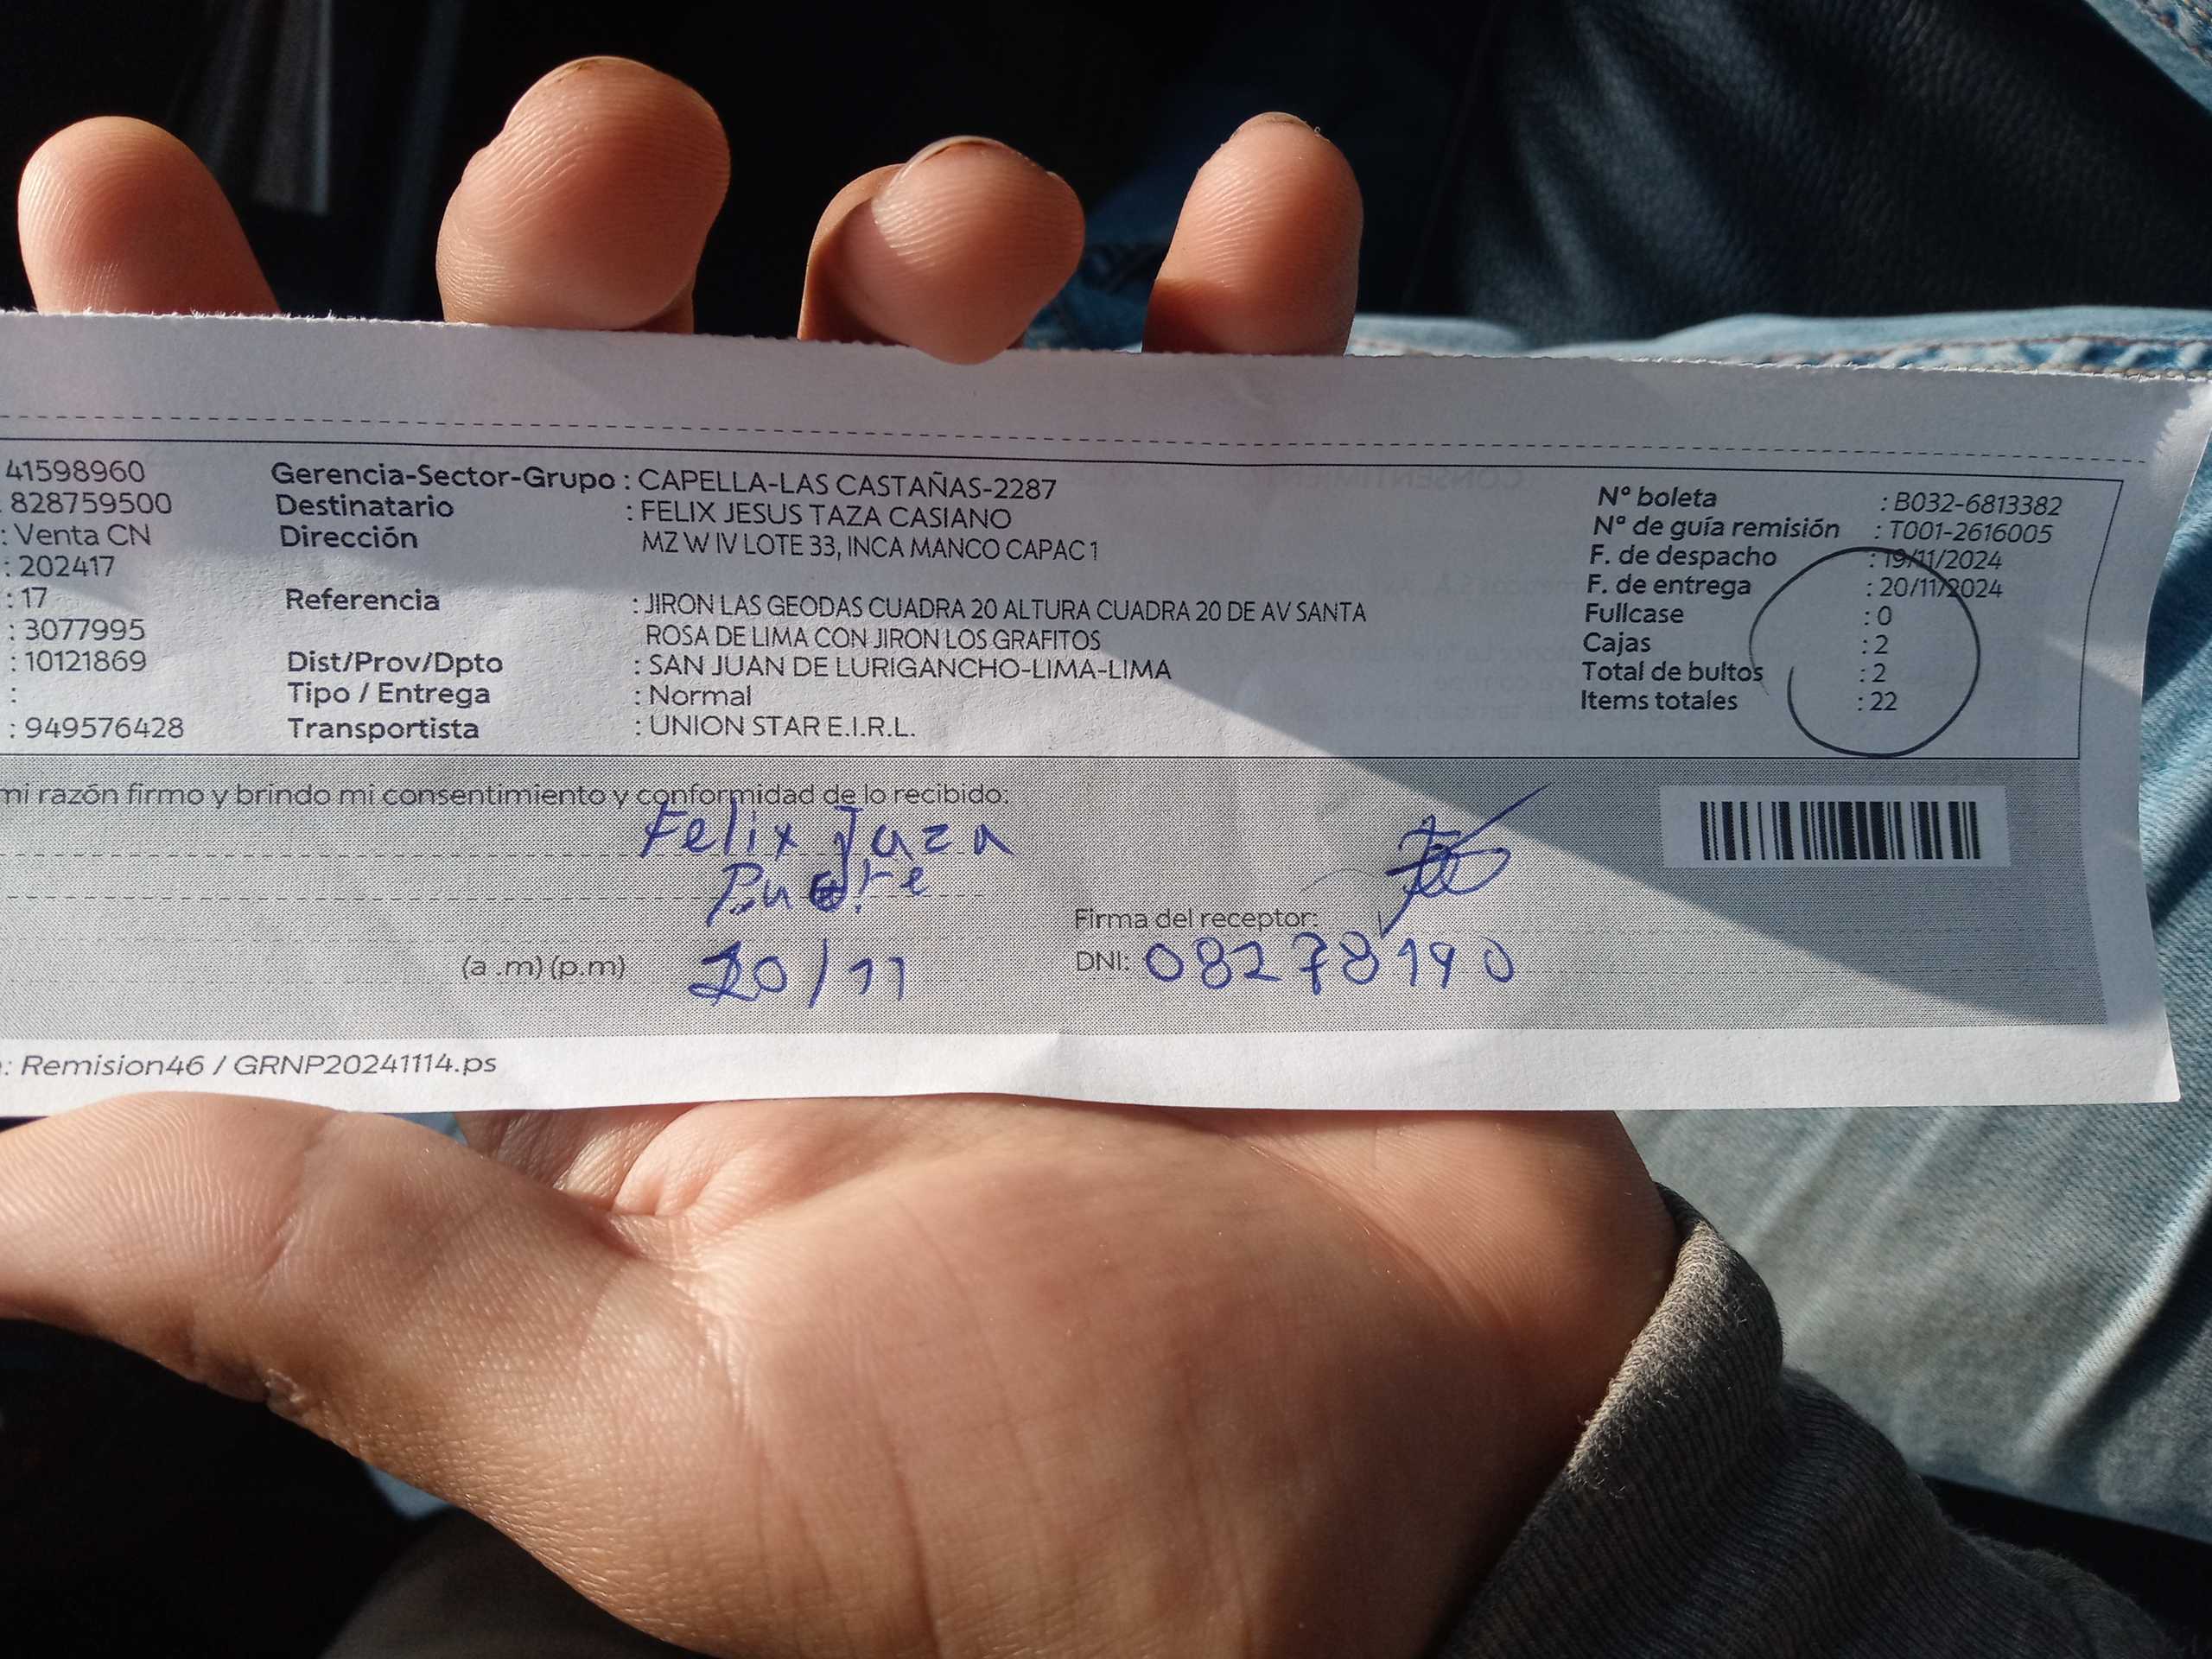 41598960 Gerencia-Sector-Grupo : CAPELLA-LAS CASTAÑAS-2287 N° boleta : B032-6813382
828759500 Destinatario : FELIX JESUS TAZA CASIANO N° de guía remisión : T001-2616005
: Venta CN Dirección MZ W IV LOTE 33, INCA MANCO CAPAC 1 F. de despacho : 19/11/2024
: 202417 F. de entrega : 20/11/2024
: 17 Referencia : JIRON LAS GEODAS CUADRA 20 ALTURA CUADRA 20 DE AV SANTA Fullcase : 0
: 3077995 ROSA DE LIMA CON JIRON LOS GRAFITOS Cajas : 2
: 10121869 Dist/Prov/Dpto : SAN JUAN DE LURIGANCHO-LIMA-LIMA Total de bultos : 2
: Tipo / Entrega : Normal Items totales : 22
: 949576428 Transportista : UNION STAR E.I.R.L.
mi razón firmo y brindo mi consentimiento y conformidad de lo recibido:
Felix Taza
Firma del receptor:
(a .m) (p.m) 20/11 DNI: 08278190
: Remision46 / GRNP20241114.ps